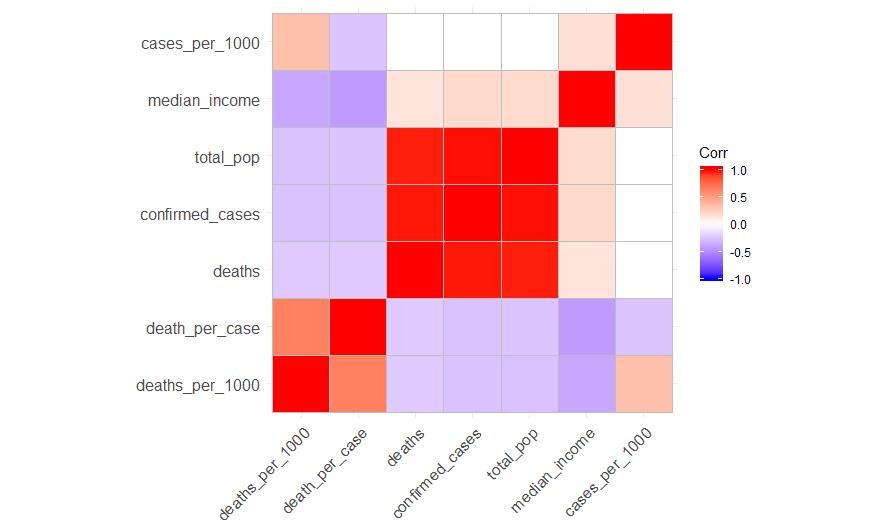 cases_per_1000
median_income
total_pop
confirmed_cases
deaths
death_per_case
deaths_per_1000
deaths_per_1000
death_per_case
deaths
confirmed_cases
total_pop
median_income
cases_per_1000
Corr
1.0
0.5
0.0
-0.5
-1.0